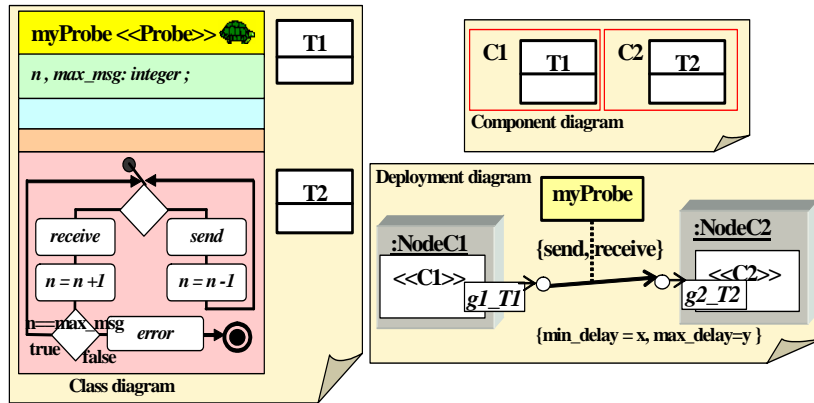 myProbe <<Probe>>
n , max_msg: integer ;
receive
send
n = n +1
n = n -1
n==max_msg
true
false
error
Class diagram
T1
T2
C1
T1
C2
T2
Component diagram
Deployment diagram
myProbe
:NodeC1
{send, receive}
:NodeC2
<<C1>>
<<C2>>
g1_T1
g2_T2
{min_delay = x, max_delay=y }